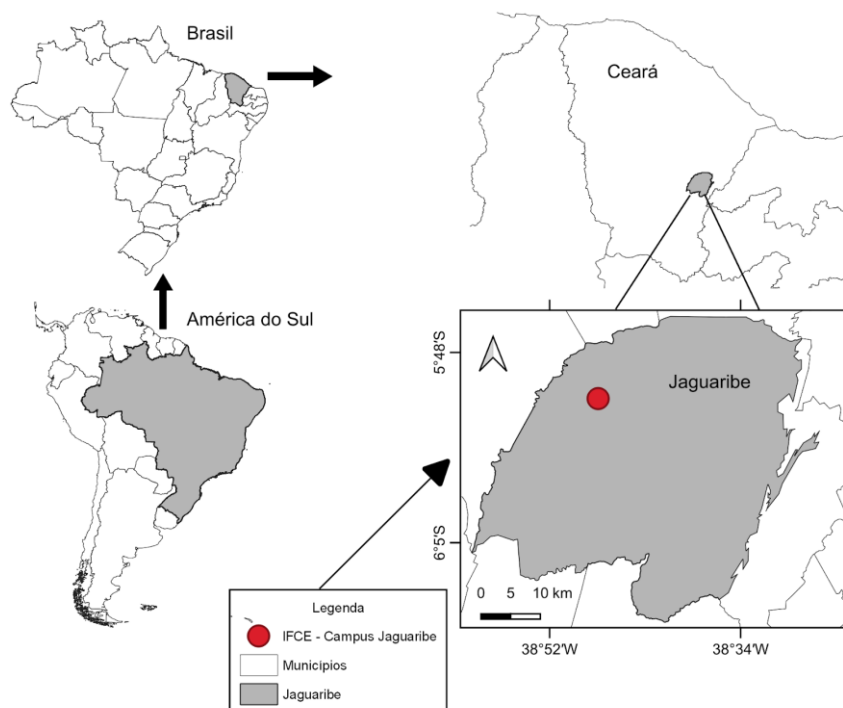 Brasil
Ceará
América do Sul
Jaguaribe
5°48'S
6°5'S
0 5 10 km
38°52'W
38°34'W
Legenda
IFCE - Campus Jaguaribe
Municipios
Jaguaribe